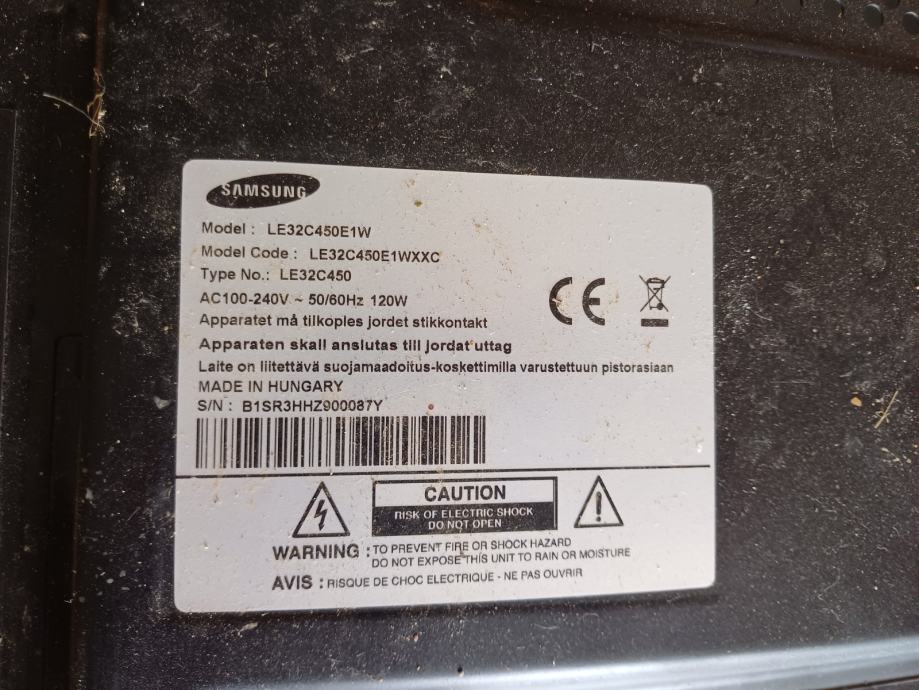 SAMSUNG
Model : LE32C450E1W
Model Code : LE32C450E1WXXC
Type No.: LE32C450
AC100-240V ~ 50/60Hz 120W
Apparatet må tilkoples jordet stikkontakt
Apparaten skall anslutas till jordat uttag
Laite on liitettävä suojamaadoitus-koskettimilla varustettuun pistorasiaan
MADE IN HUNGARY
S/N : B1SR3HHZ900087Y
CE
CAUTION
RISK OF ELECTRIC SHOCK
DO NOT OPEN
WARNING : TO PREVENT FIRE OR SHOCK HAZARD
DO NOT EXPOSE THIS UNIT TO RAIN OR MOISTURE
AVIS : RISQUE DE CHOC ELECTRIQUE - NE PAS OUVRIR